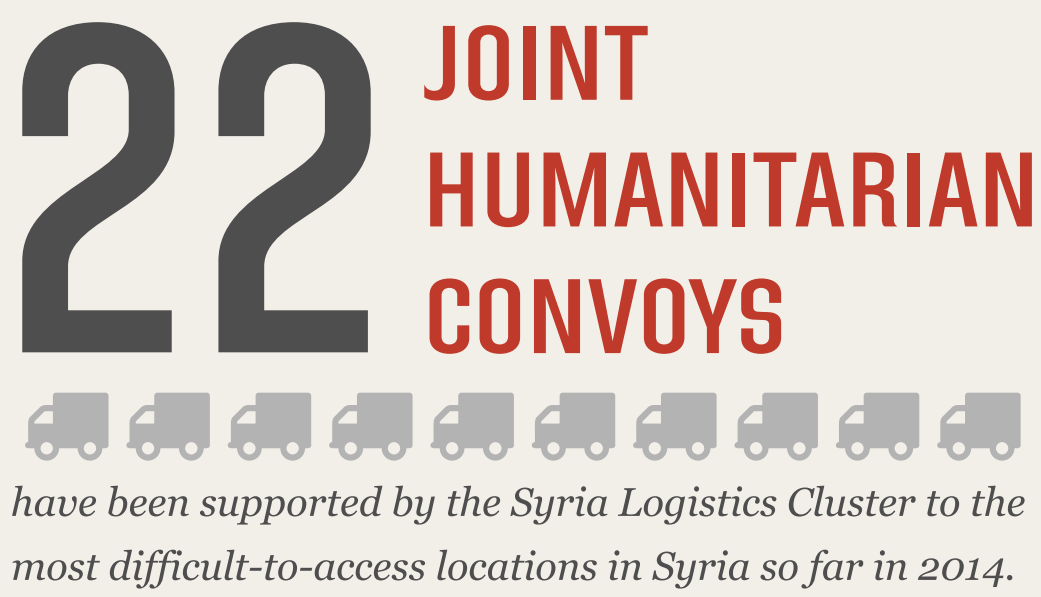 22 JOINT
HUMANITARIAN
CONVOYS
have been supported by the Syria Logistics Cluster to the
most difficult-to-access locations in Syria so far in 2014.